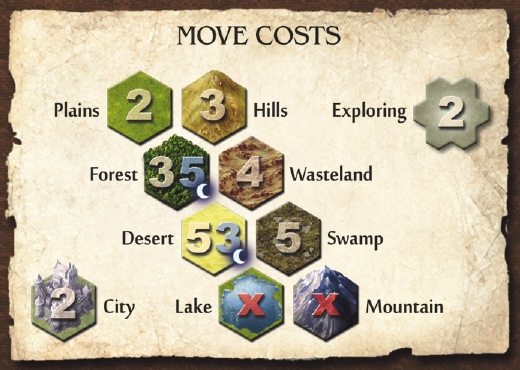 MOVE COSTS
Plains 2 3 Hills Exploring 2
Forest 3 5 4 Wasteland
Desert 5 3 5 Swamp
2 City Lake X X Mountain